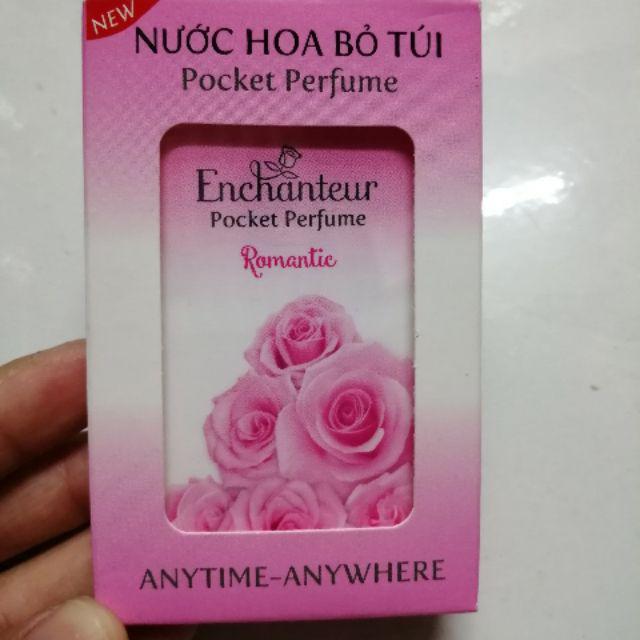 NEW
NƯỚC HOA BỎ TÚI
Pocket Perfume
Enchanteur
Pocket Perfume
Romantic
ANYTIME-ANYWHERE